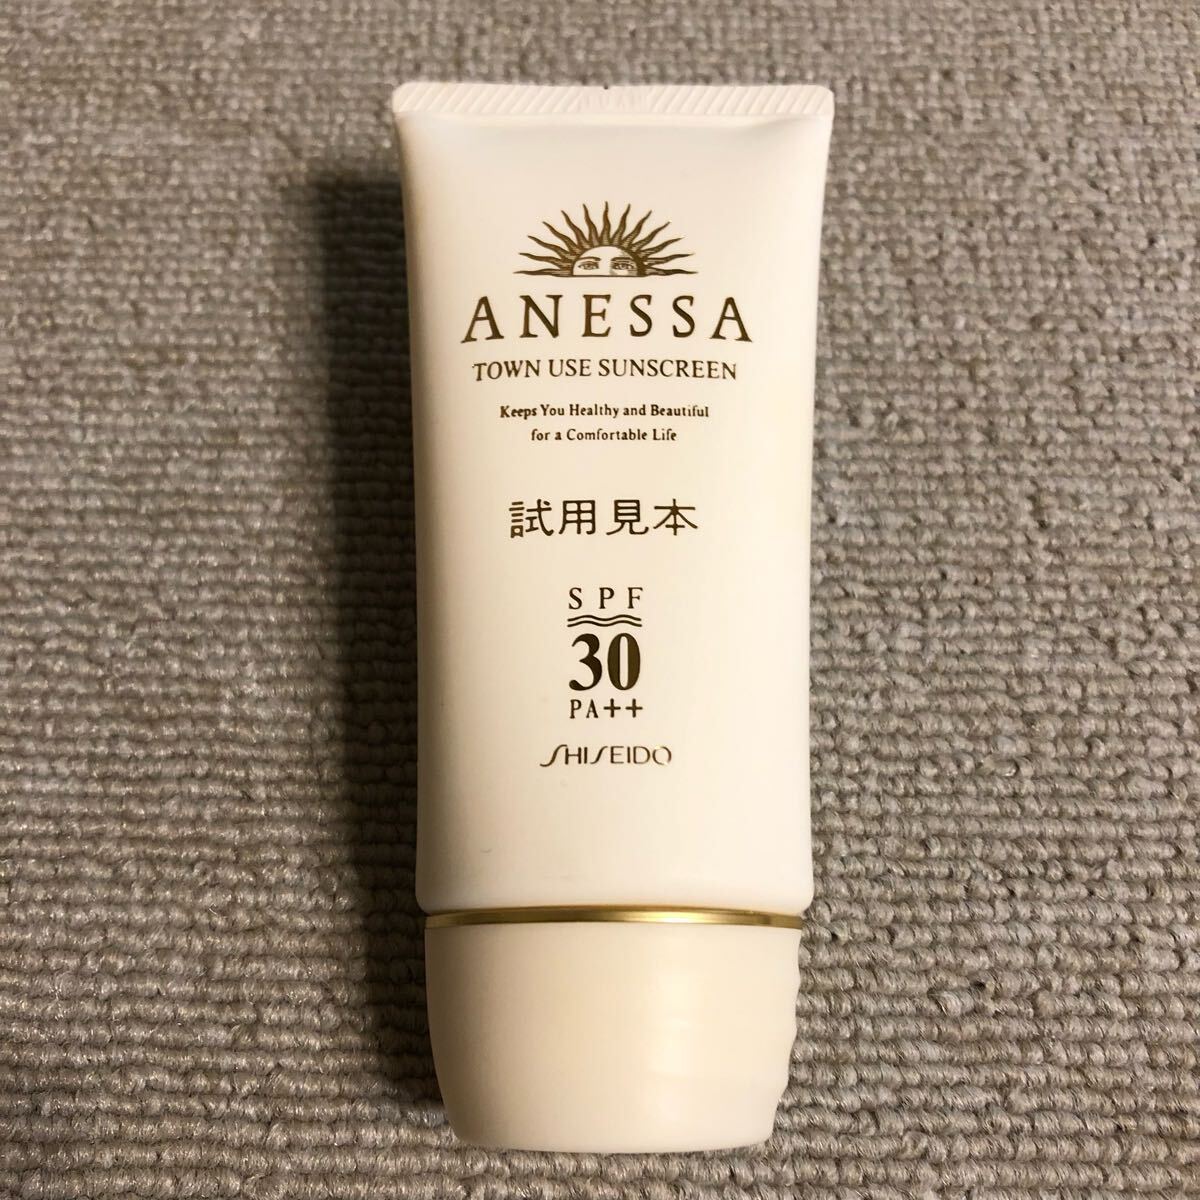 ANESSA
TOWN USE SUNSCREEN
Keeps You Healthy and Beautiful
for a Comfortable Life
試用見本
SPF
30
PA++
SHISEIDO